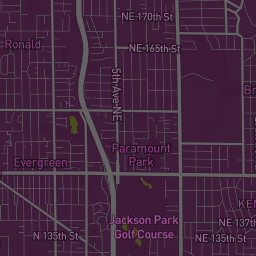 NE 170th St
Ronald
NE 165th St
5th Ave NE
Paramount
Park
Evergreen
Jackson Park
Golf Course
NE 137th
N 135th St
NE 135th St